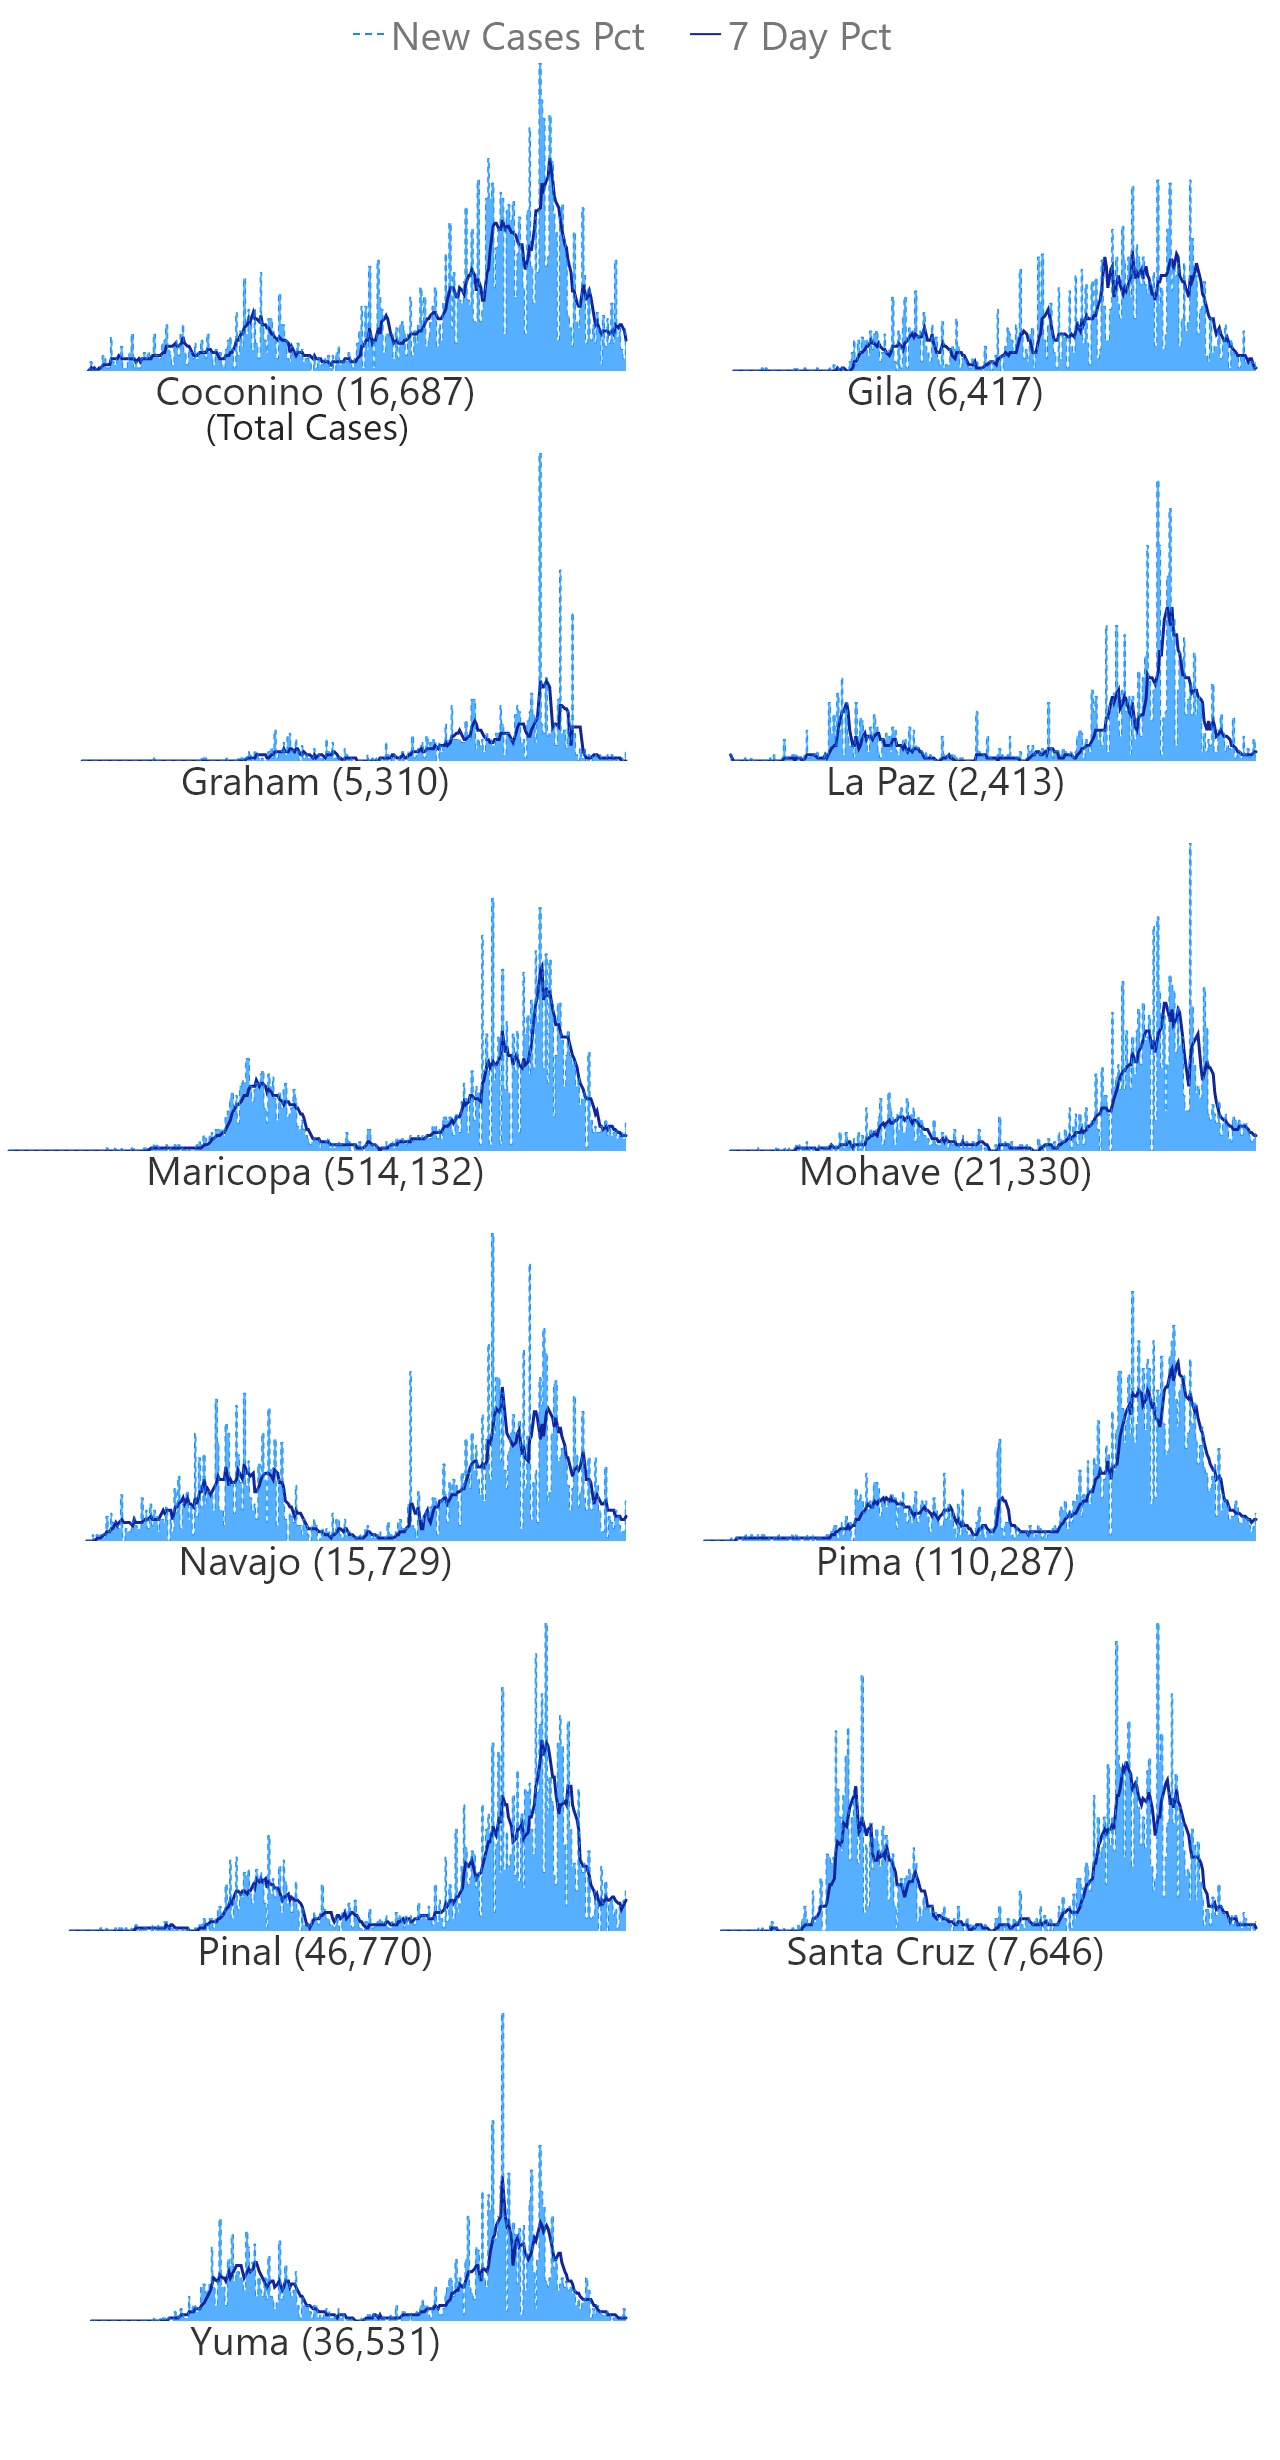 New Cases Pct 7 Day Pct
Coconino (16,687) Gila (6,417)
(Total Cases)
Graham (5,310) La Paz (2,413)
Maricopa (514,132) Mohave (21,330)
Navajo (15,729) Pima (110,287)
Pinal (46,770) Santa Cruz (7,646)
Yuma (36,531)